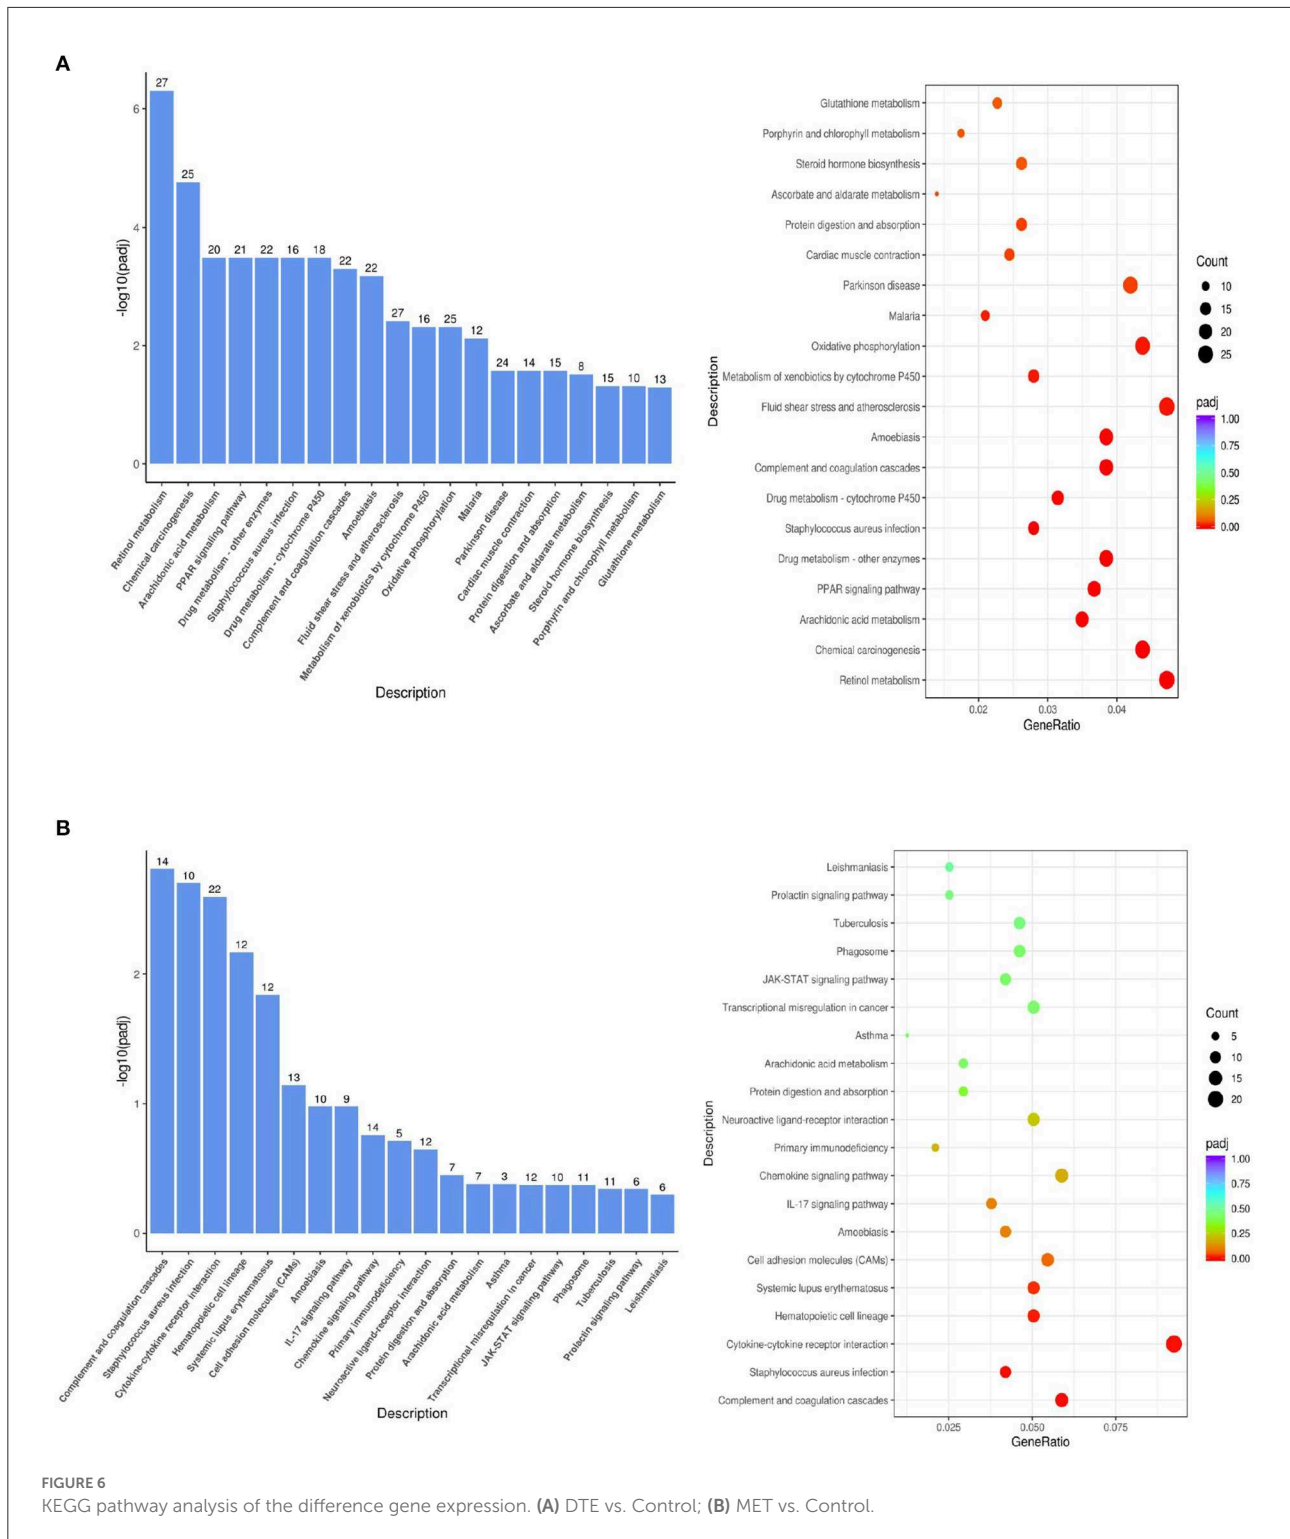 A
27
25
20
21
22
16
18
22
22
27
16
25
12
24
14
15
8
15
10
13
6
4
2
0
-log10(padj)
Retinol metabolism
Chemical carcinogenesis
Arachidonic acid metabolism
PPAR signaling pathway
Drug metabolism - other enzymes
Staphylococcus aureus infection
Drug metabolism - cytochrome P450
Complement and coagulation cascades
Amoebiasis
Fluid shear stress and atherosclerosis
Metabolism of xenobiotics by cytochrome P450
Oxidative phosphorylation
Malaria
Parkinson disease
Cardiac muscle contraction
Protein digestion and absorption
Ascorbate and aldarate metabolism
Steroid hormone biosynthesis
Porphyrin and chlorophyll metabolism
Glutathione metabolism
Description
Description
Glutathione metabolism
Porphyrin and chlorophyll metabolism
Steroid hormone biosynthesis
Ascorbate and aldarate metabolism
Protein digestion and absorption
Cardiac muscle contraction
Parkinson disease
Malaria
Oxidative phosphorylation
Metabolism of xenobiotics by cytochrome P450
Fluid shear stress and atherosclerosis
Amoebiasis
Complement and coagulation cascades
Drug metabolism - cytochrome P450
Staphylococcus aureus infection
Drug metabolism - other enzymes
PPAR signaling pathway
Arachidonic acid metabolism
Chemical carcinogenesis
Retinol metabolism
0.02
0.03
0.04
GeneRatio
Count
10
15
20
25
padj
1.00
0.75
0.50
0.25
0.00
B
14
10
22
12
12
13
10
9
14
5
12
7
7
3
12
10
11
11
6
6
2
1
0
-log10(padj)
Complement and coagulation cascades
Staphylococcus aureus infection
Cytokine-cytokine receptor interaction
Hematopoietic cell lineage
Systemic lupus erythematosus
Cell adhesion molecules (CAMs)
Amoebiasis
IL-17 signaling pathway
Chemokine signaling pathway
Primary immunodeficiency
Neuroactive ligand-receptor interaction
Protein digestion and absorption
Arachidonic acid metabolism
Asthma
Transcriptional misregulation in cancer
JAK-STAT signaling pathway
Phagosome
Tuberculosis
Prolactin signaling pathway
Leishmaniasis
Description
Description
Leishmaniasis
Prolactin signaling pathway
Tuberculosis
Phagosome
JAK-STAT signaling pathway
Transcriptional misregulation in cancer
Asthma
Arachidonic acid metabolism
Protein digestion and absorption
Neuroactive ligand-receptor interaction
Primary immunodeficiency
Chemokine signaling pathway
IL-17 signaling pathway
Amoebiasis
Cell adhesion molecules (CAMs)
Systemic lupus erythematosus
Hematopoietic cell lineage
Cytokine-cytokine receptor interaction
Staphylococcus aureus infection
Complement and coagulation cascades
0.025
0.050
0.075
GeneRatio
Count
5
10
15
20
padj
1.00
0.75
0.50
0.25
0.00
FIGURE 6
KEGG pathway analysis of the difference gene expression. (A) DTE vs. Control; (B) MET vs. Control.